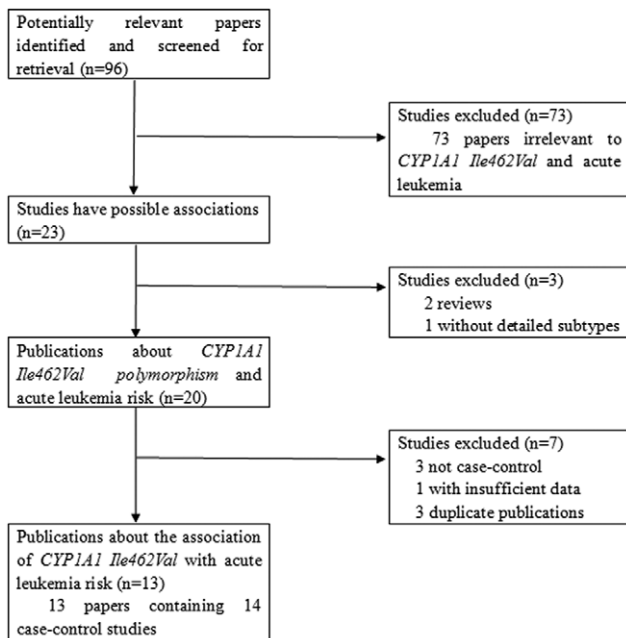 Potentially relevant papers
identified and screened for
retrieval (n=96)
Studies excluded (n=73)
73 papers irrelevant to
CYP1A1 Ile462Val and acute
leukemia
Studies have possible associations
(n=23)
Studies excluded (n=3)
2 reviews
1 without detailed subtypes
Publications about CYP1A1
Ile462Val polymorphism and
acute leukemia risk (n=20)
Studies excluded (n=7)
3 not case-control
1 with insufficient data
3 duplicate publications
Publications about the association
of CYP1A1 Ile462Val with acute
leukemia risk (n=13)
13 papers containing 14
case-control studies